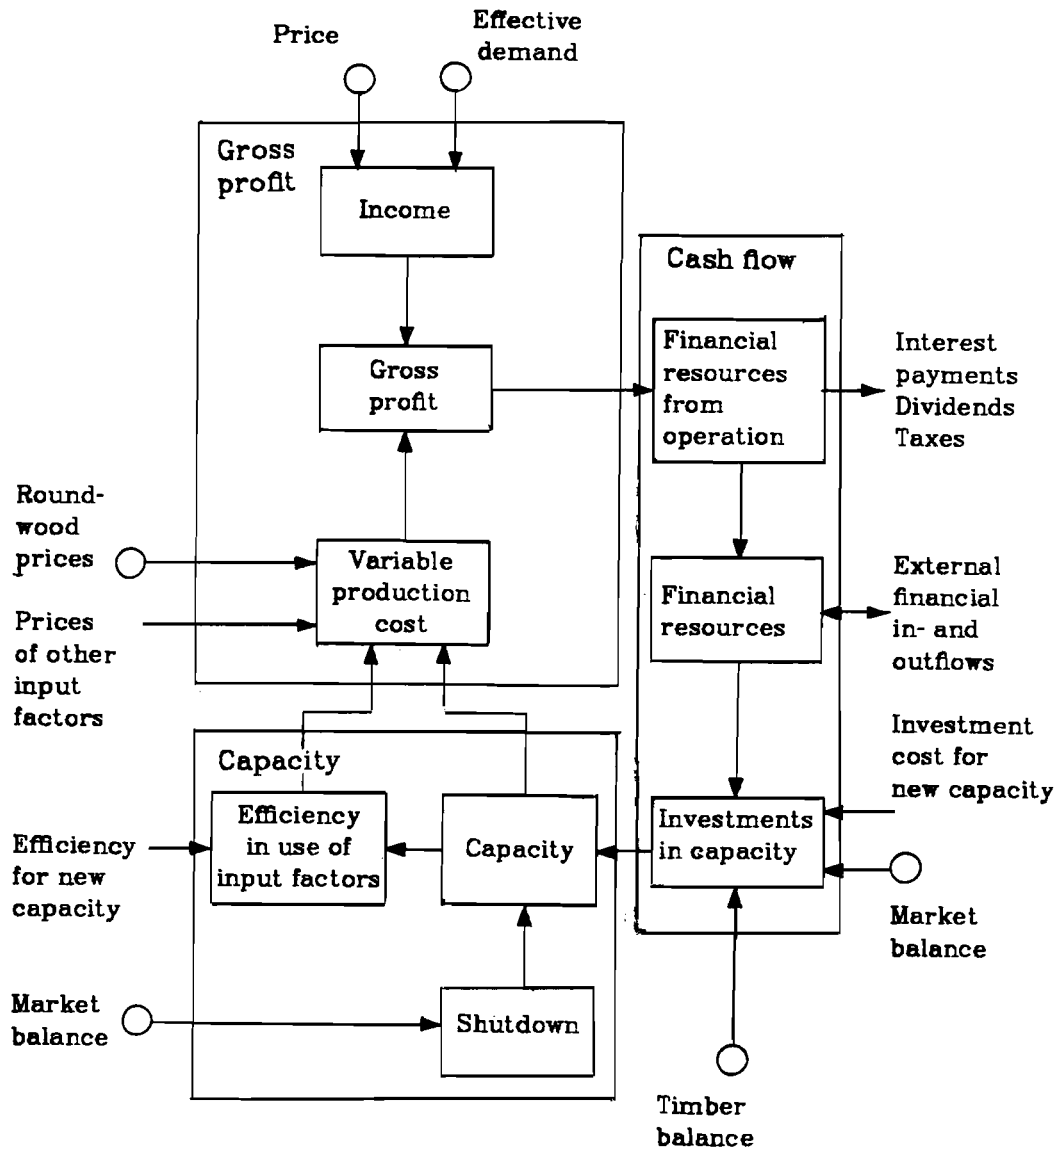 Price
Effective
demand
Gross
profit
Income
Gross
profit
Round-
wood
prices
Variable
production
cost
Prices
of other
input
factors
Cash flow
Financial
resources
from
operation
Interest
payments
Dividends
Taxes
Financial
resources
External
financial
in- and
outflows
Investment
cost for
new capacity
Investments
in capacity
Market
balance
Capacity
Efficiency
in use of
input factors
Capacity
Efficiency
for new
capacity
Market
balance
Shutdown
Timber
balance